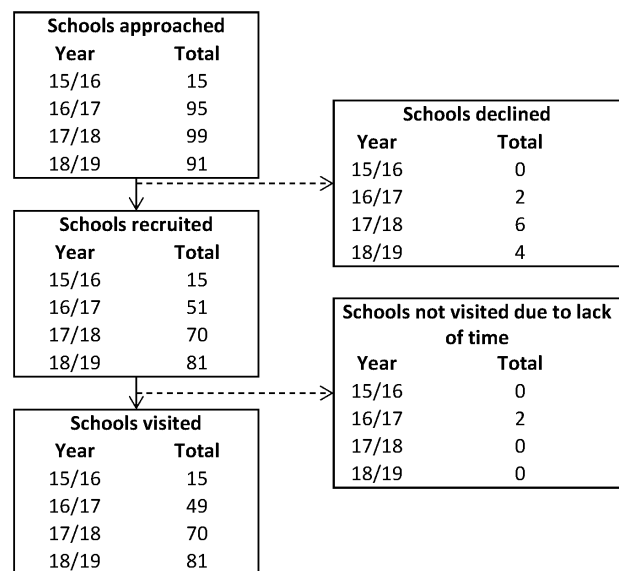 Schools approached
Year Total
15/16 15
16/17 95
17/18 99
18/19 91
Schools declined
Year Total
15/16 0
16/17 2
17/18 6
18/19 4
Schools recruited
Year Total
15/16 15
16/17 51
17/18 70
18/19 81
Schools not visited due to lack
of time
Year Total
15/16 0
16/17 2
17/18 0
18/19 0
Schools visited
Year Total
15/16 15
16/17 49
17/18 70
18/19 81